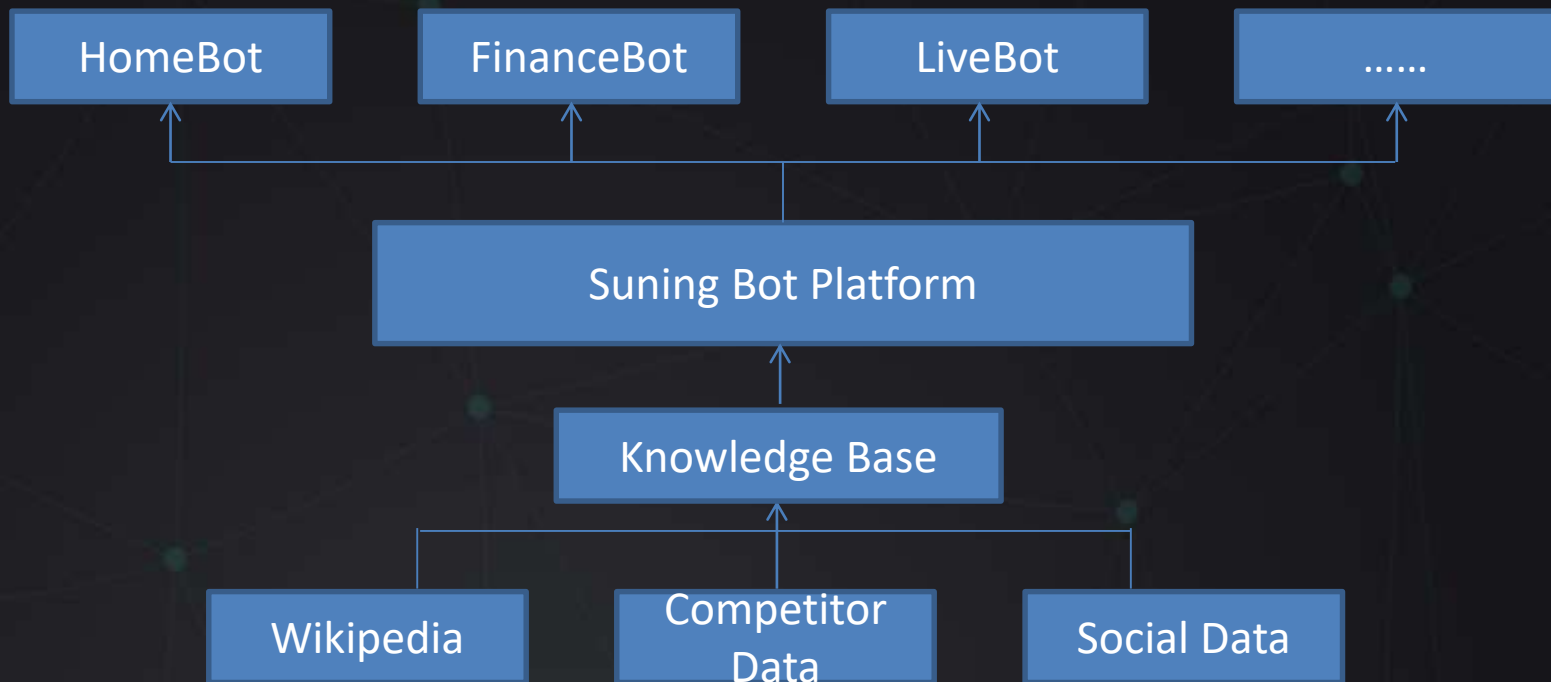 HomeBot
FinanceBot
LiveBot
......
Suning Bot Platform
Knowledge Base
Wikipedia
Competitor
Data
Social Data